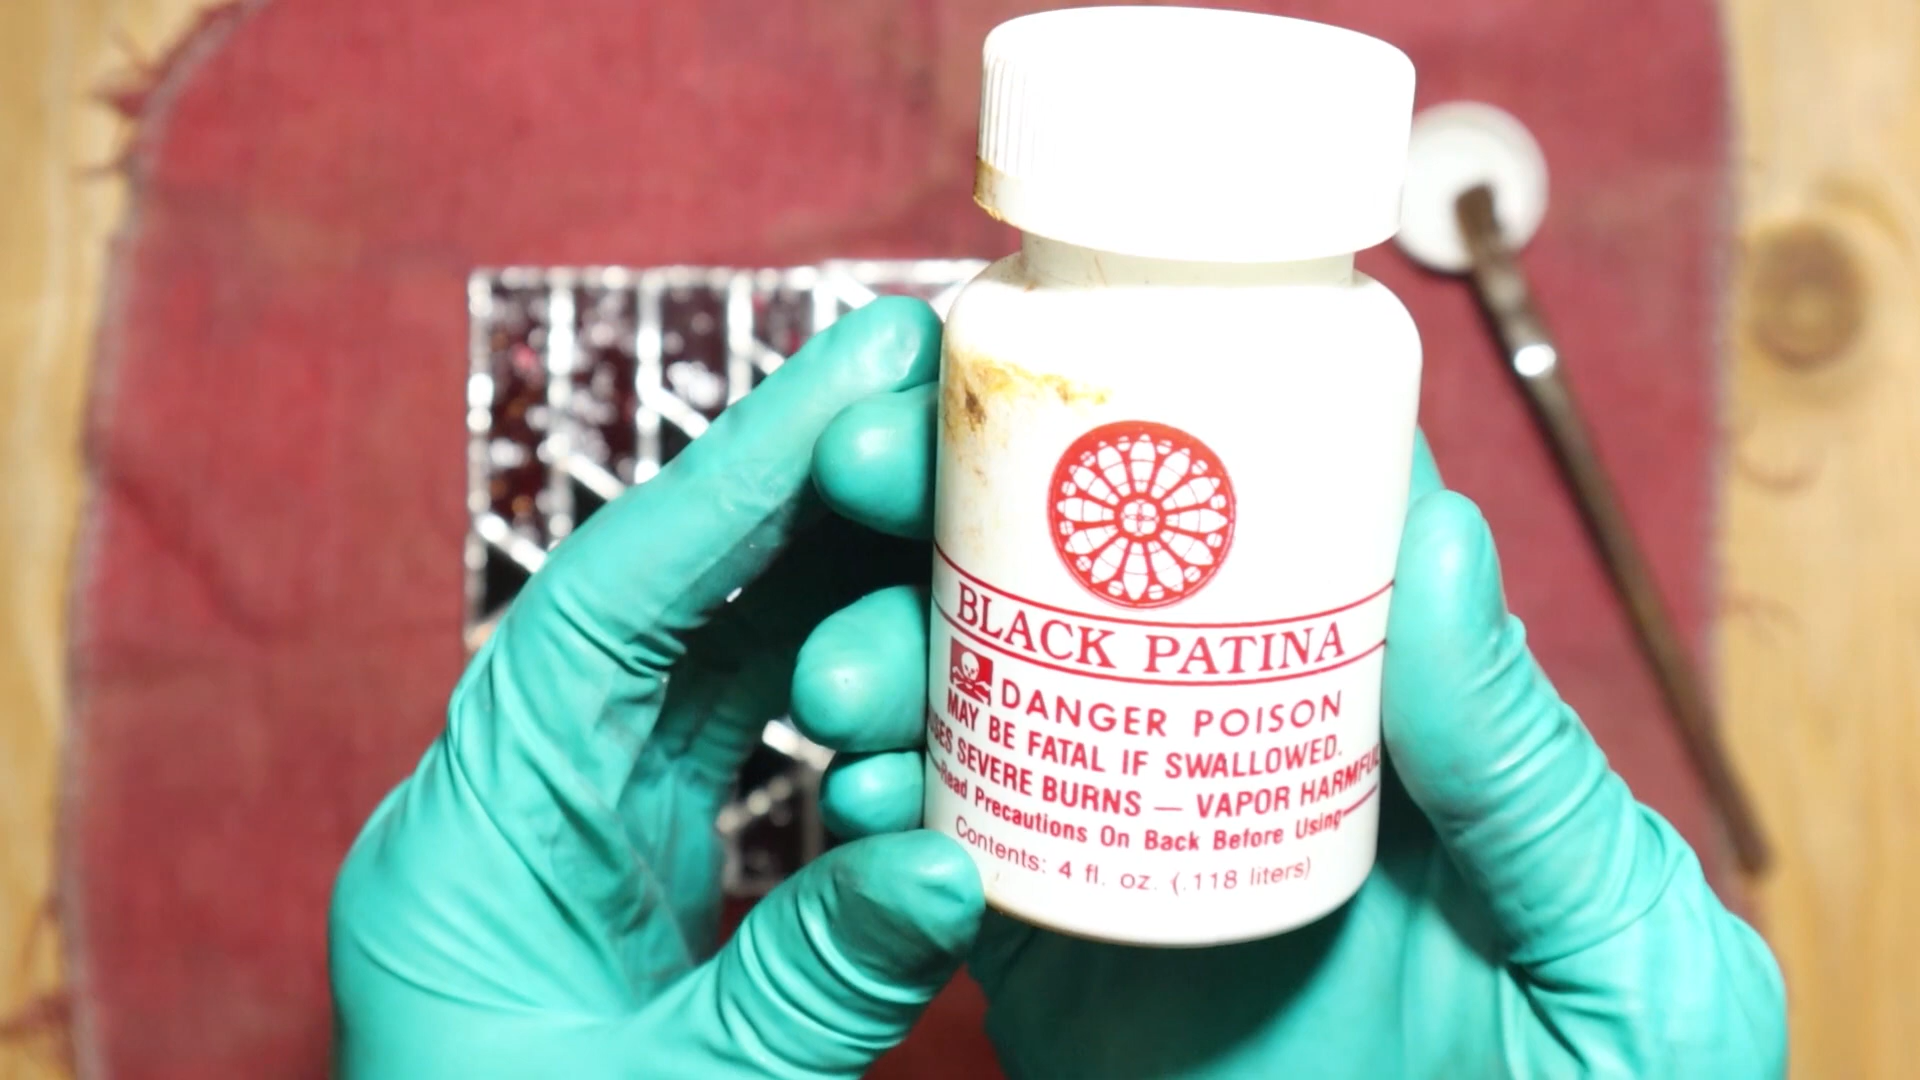 BLACK PATINA
DANGER POISON
MAY BE FATAL IF SWALLOWED.
SEVERE BURNS — VAPOR HARMFUL
Read Precautions On Back Before Using
Contents: 4 fl. oz. (.118 liters)